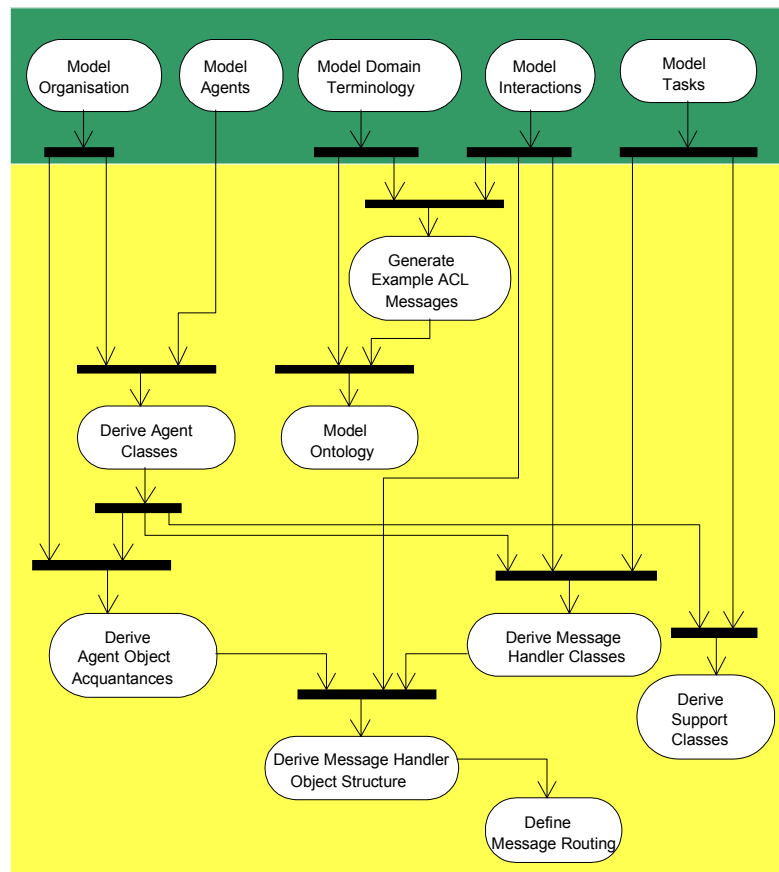 Model
Organisation
Model
Agents
Model Domain
Terminology
Model
Interactions
Model
Tasks
Generate
Example ACL
Messages
Derive Agent
Classes
Model
Ontology
Derive
Agent Object
Acquantances
Derive Message
Handler Classes
Derive
Support
Classes
Derive Message Handler
Object Structure
Define
Message Routing